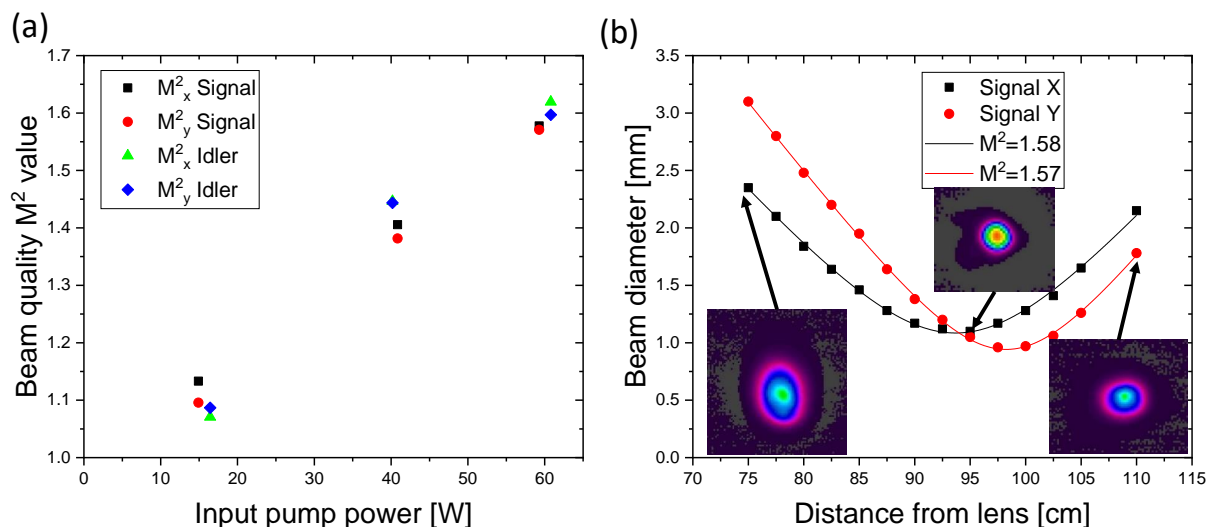 (a)
1.7
1.6
1.5
1.4
1.3
1.2
1.1
1.0
0 10 20 30 40 50 60
Beam quality M² value
Input pump power [W]
M²x Signal
M²y Signal
M²x Idler
M²y Idler
(b)
3.5
3.0
2.5
2.0
1.5
1.0
0.5
0.0
70 75 80 85 90 95 100 105 110 115
Beam diameter [mm]
Distance from lens [cm]
Signal X
Signal Y
M²=1.58
M²=1.57